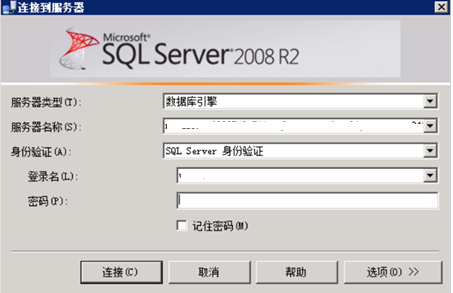 连接到服务器
Microsoft®
SQL Server® 2008 R2
服务器类型(T): 数据库引擎
服务器名称(S):
身份验证(A): SQL Server 身份验证
登录名(L):
密码(P):
记住密码(M)
连接(C) 取消 帮助 选项(O) >>